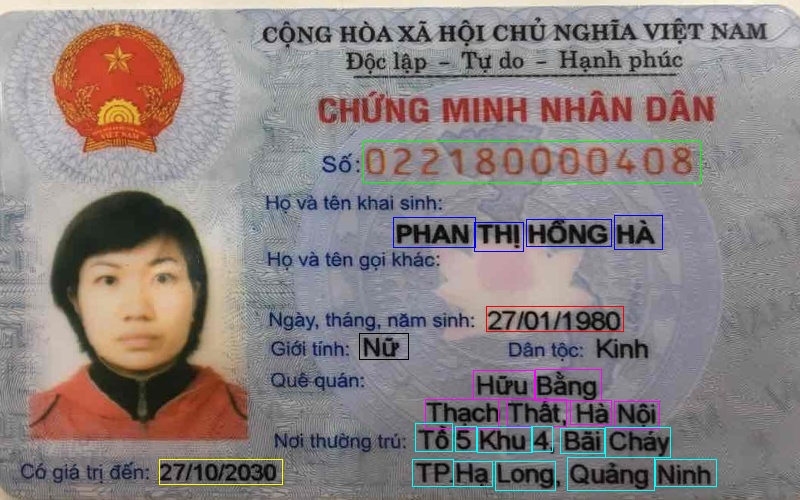 CỘNG HÒA XÃ HỘI CHỦ NGHĨA VIỆT NAM
Độc lập - Tự do - Hạnh phúc
CHỨNG MINH NHÂN DÂN
Số: 022180000408
Họ và tên khai sinh:
PHAN THỊ HỒNG HÀ
Họ và tên gọi khác:
Ngày, tháng, năm sinh: 27/01/1980
Giới tính: Nữ Dân tộc: Kinh
Quê quán: Hữu Bằng
Thạch Thất, Hà Nội
Nơi thường trú: Tổ 5 Khu 4, Bãi Cháy
TP.Hạ Long, Quảng Ninh
Có giá trị đến: 27/10/2030